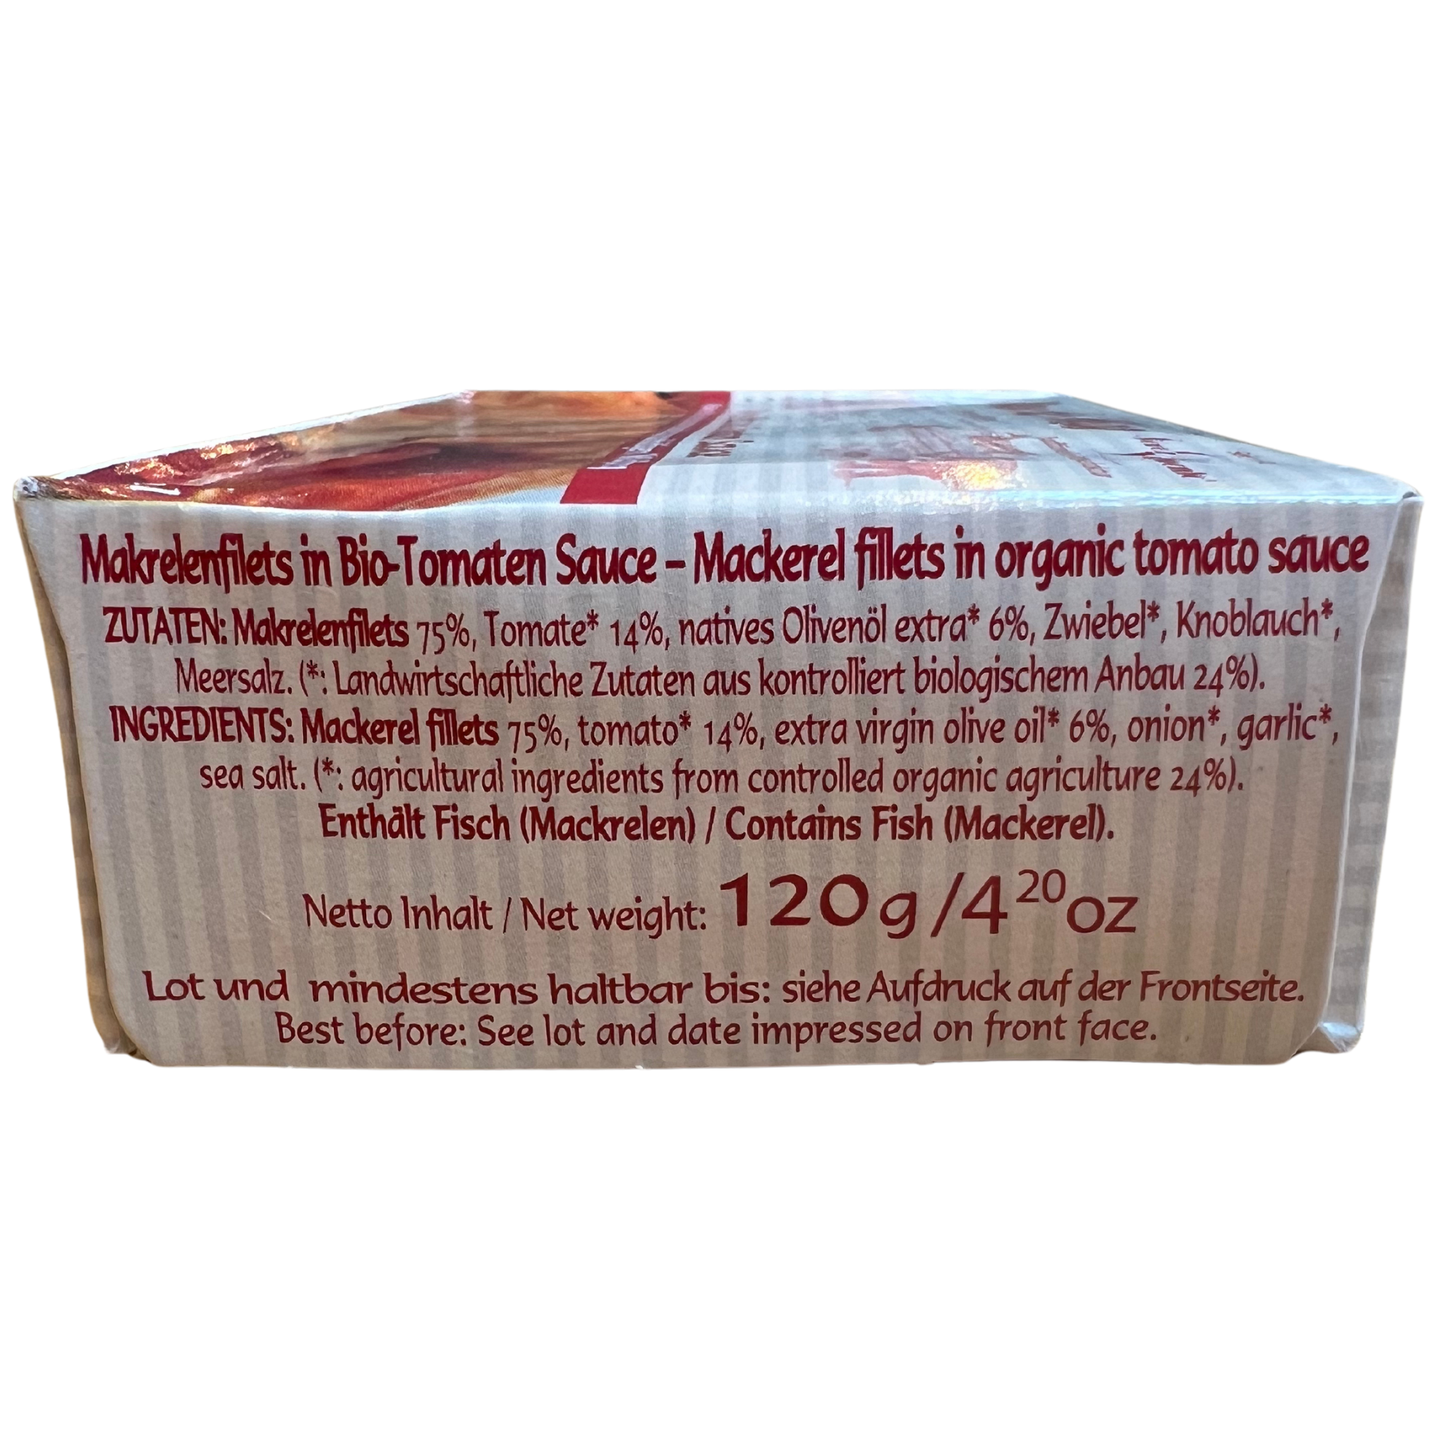 Makrelenfilets in Bio-Tomaten Sauce – Mackerel fillets in organic tomato sauce
ZUTATEN: Makrelenfilets 75%, Tomate* 14%, natives Olivenöl extra* 6%, Zwiebel*, Knoblauch*,
Meersalz. (*: Landwirtschaftliche Zutaten aus kontrolliert biologischem Anbau 24%).
INGREDIENTS: Mackerel fillets 75%, tomato* 14%, extra virgin olive oil* 6%, onion*, garlic*,
sea salt. (*: agricultural ingredients from controlled organic agriculture 24%).
Enthält Fisch (Mackrelen) / Contains Fish (Mackerel).
Netto Inhalt / Net weight: 120g/4²⁰oz
Lot und mindestens haltbar bis: siehe Aufdruck auf der Frontseite.
Best before: See lot and date impressed on front face.